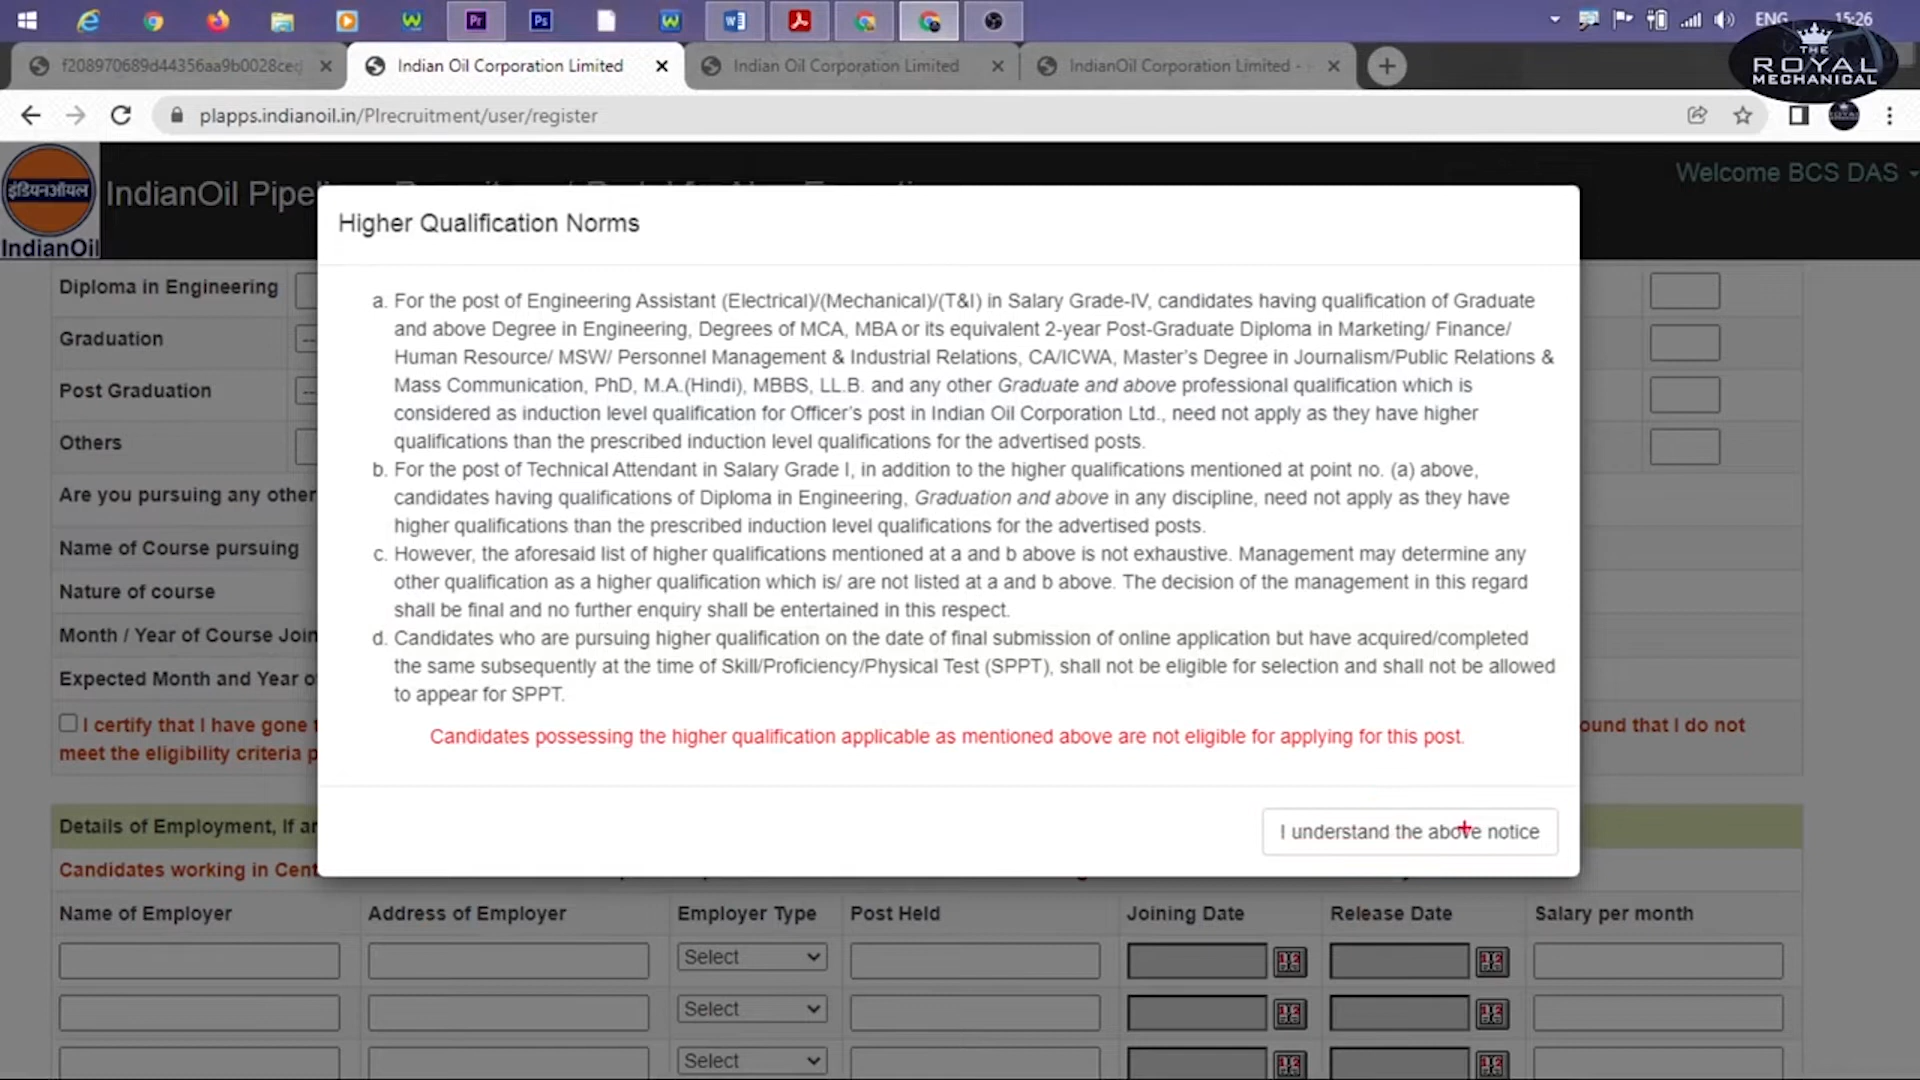 ENG 15:26
THE
ROYAL
MECHANICAL
f208970689d44356aa9b0028cec
Indian Oil Corporation Limited
Indian Oil Corporation Limited
IndianOil Corporation Limited -
plapps.indianoil.in/PIrecruitment/user/register
इंडियनऑयल
IndianOil
IndianOil Pipe
Welcome BCS DAS
Higher Qualification Norms
a. For the post of Engineering Assistant (Electrical)/(Mechanical)/(T&I) in Salary Grade-IV, candidates having qualification of Graduate
and above Degree in Engineering, Degrees of MCA, MBA or its equivalent 2-year Post-Graduate Diploma in Marketing/ Finance/
Human Resource/ MSW/ Personnel Management & Industrial Relations, CA/ICWA, Master's Degree in Journalism/Public Relations &
Mass Communication, PhD, M.A.(Hindi), MBBS, LL.B. and any other Graduate and above professional qualification which is
considered as induction level qualification for Officer's post in Indian Oil Corporation Ltd., need not apply as they have higher
qualifications than the prescribed induction level qualifications for the advertised posts.
b. For the post of Technical Attendant in Salary Grade I, in addition to the higher qualifications mentioned at point no. (a) above,
candidates having qualifications of Diploma in Engineering, Graduation and above in any discipline, need not apply as they have
higher qualifications than the prescribed induction level qualifications for the advertised posts.
c. However, the aforesaid list of higher qualifications mentioned at a and b above is not exhaustive. Management may determine any
other qualification as a higher qualification which is/ are not listed at a and b above. The decision of the management in this regard
shall be final and no further enquiry shall be entertained in this respect.
d. Candidates who are pursuing higher qualification on the date of final submission of online application but have acquired/completed
the same subsequently at the time of Skill/Proficiency/Physical Test (SPPT), shall not be eligible for selection and shall not be allowed
to appear for SPPT.
Candidates possessing the higher qualification applicable as mentioned above are not eligible for applying for this post.
I understand the above notice
Diploma in Engineering
Graduation
Post Graduation
Others
Are you pursuing any other
Name of Course pursuing
Nature of course
Month / Year of Course Join
Expected Month and Year o
I certify that I have gone ound that I do not
meet the eligibility criteria p
Details of Employment, If an
Candidates working in Cent
Name of Employer Address of Employer Employer Type Post Held Joining Date Release Date Salary per month
Select
Select
Select